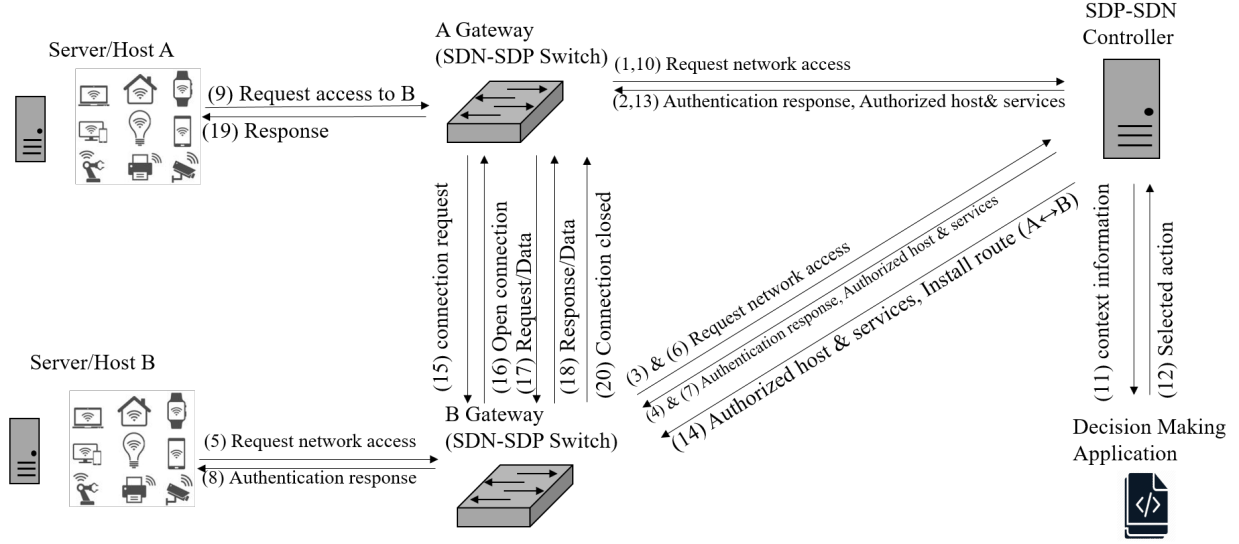 SDP-SDN
Controller
A Gateway
(SDN-SDP Switch)
Server/Host A
(1,10) Request network access
(2,13) Authentication response, Authorized host& services
(9) Request access to B
(19) Response
(15) connection request
(16) Open connection
(17) Request/Data
(18) Response/Data
(20) Connection closed
(3) & (6) Request network access
(4) & (7) Authentication response, Authorized host & services
(14) Authorized host & services, Install route (A↔B)
(11) context information
(12) Selected action
Server/Host B
B Gateway
(SDN-SDP Switch)
(5) Request network access
(8) Authentication response
Decision Making
Application